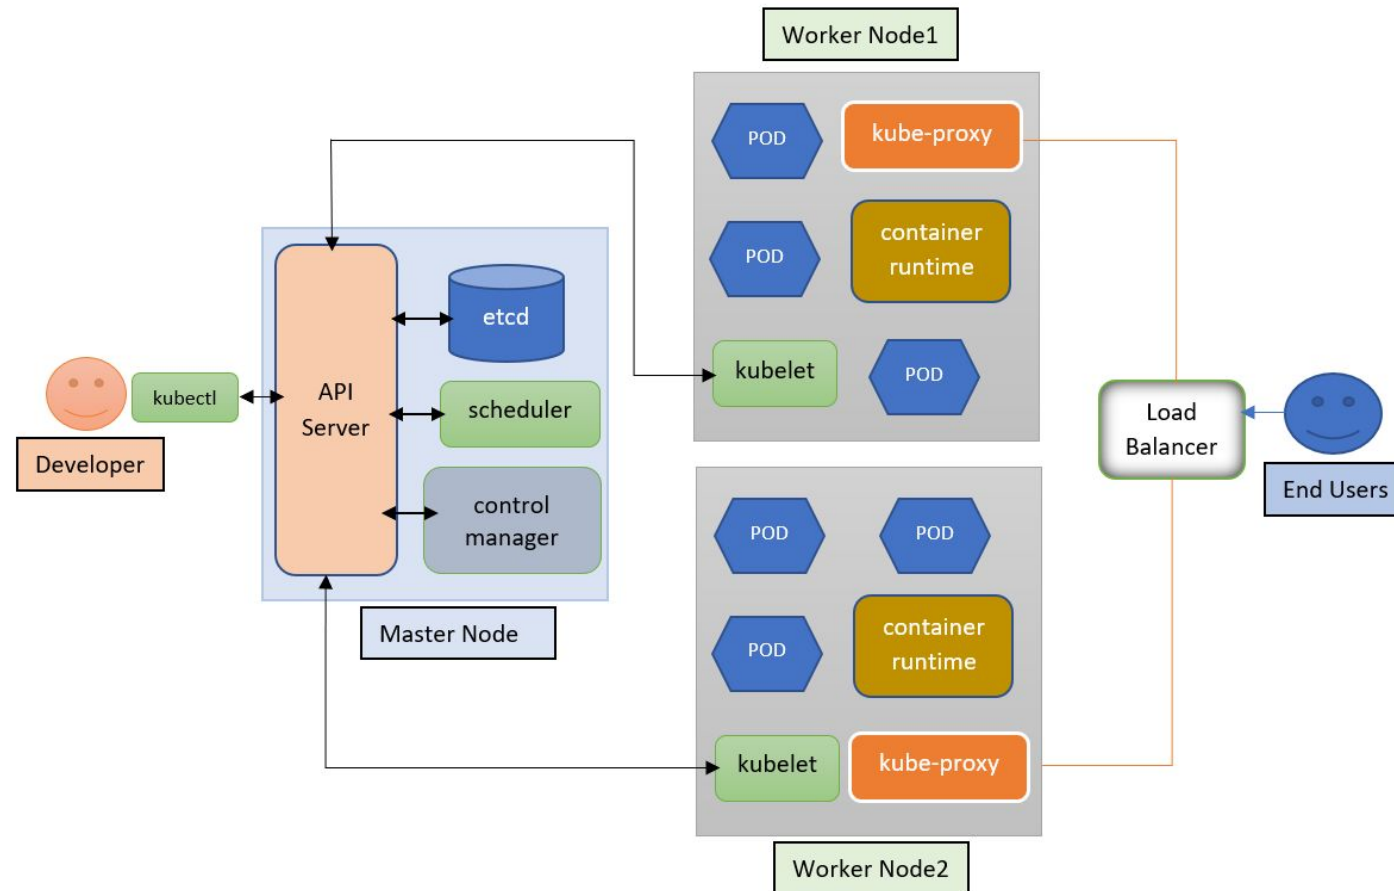 Worker Node1
POD
kube-proxy
POD
container
runtime
kubelet
POD
etcd
API
Server
scheduler
control
manager
kubectl
Developer
Master Node
Load
Balancer
End Users
POD
POD
POD
container
runtime
kubelet
kube-proxy
Worker Node2